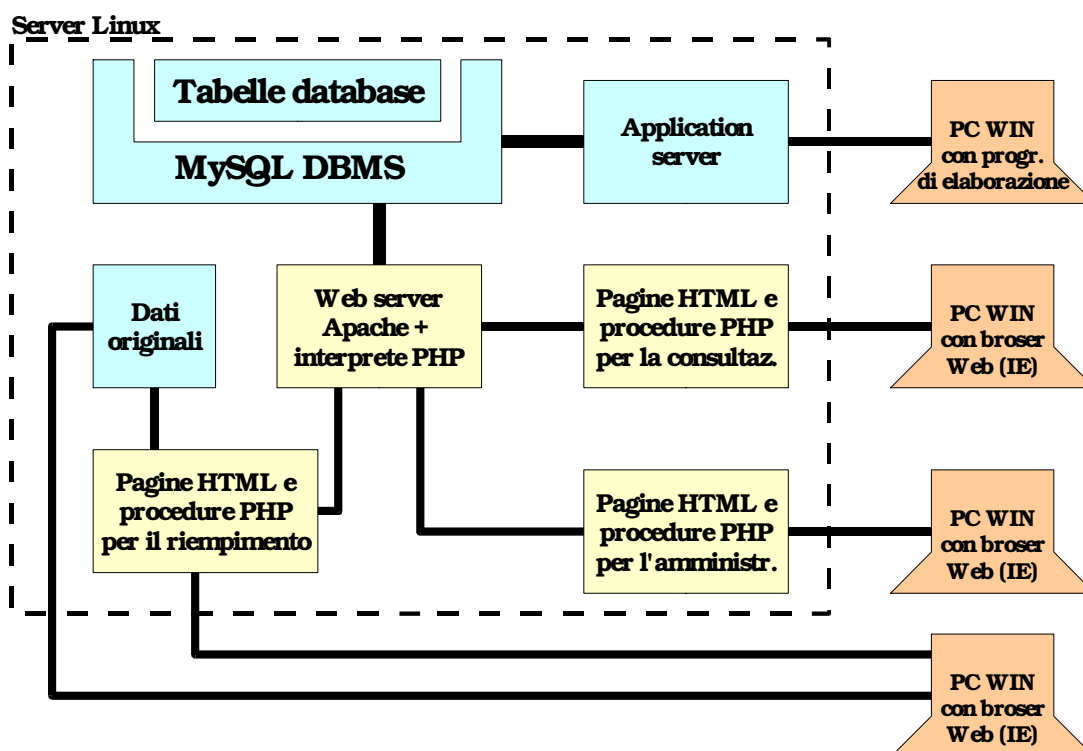 Server Linux
Tabelle database
MySQL DBMS
Application
server
PC WIN
con progr.
di elaborazione
Dati
originali
Web server
Apache +
interprete PHP
Pagine HTML e
procedure PHP
per la consultaz.
PC WIN
con broser
Web (IE)
Pagine HTML e
procedure PHP
per il riempimento
Pagine HTML e
procedure PHP
per l'amministr.
PC WIN
con broser
Web (IE)
PC WIN
con broser
Web (IE)